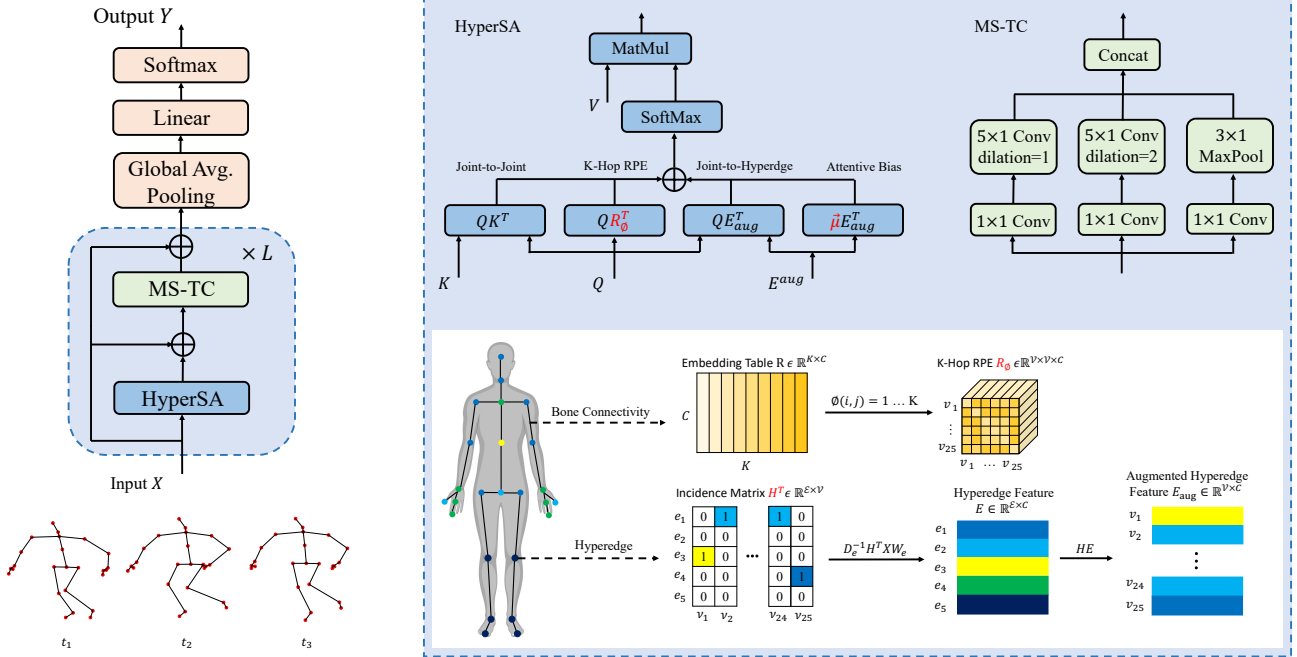 Output Y
Softmax
Linear
Global Avg.
Pooling
× L
MS-TC
HyperSA
Input X
t₁
t₂
t₃
HyperSA
MatMul
V
SoftMax
Joint-to-Joint
K-Hop RPE
Joint-to-Hyperdge
Attentive Bias
QKᵀ
QR_∅^T
QE_aug^T
μ⃗E_aug^T
K
Q
E^aug
MS-TC
Concat
5×1 Conv
dilation=1
5×1 Conv
dilation=2
3×1
MaxPool
1×1 Conv
1×1 Conv
1×1 Conv
Bone Connectivity
Embedding Table R ϵ ℝ^{K×C}
C
K
∅(i, j) = 1 … K
K-Hop RPE R_∅ ϵℝ^{𝒱×𝒱×C}
v₁
⋮
v₂₅
v₁ … v₂₅
Hyperedge
Incidence Matrix Hᵀϵ ℝ^{ℰ×𝒱}
e₁ 0 1 1 0
e₂ 0 0 0 0
e₃ 1 0 ••• 0 0
e₄ 0 0 0 1
e₅ 0 0 0 0
v₁ v₂ v₂₄ v₂₅
D_e^{-1}HᵀXW_e
Hyperedge Feature
E ∈ ℝ^{ℰ×C}
e₁
e₂
e₃
e₄
e₅
HE
Augmented Hyperedge
Feature E_aug ∈ ℝ^{𝒱×C}
v₁
v₂
⋮
v₂₄
v₂₅